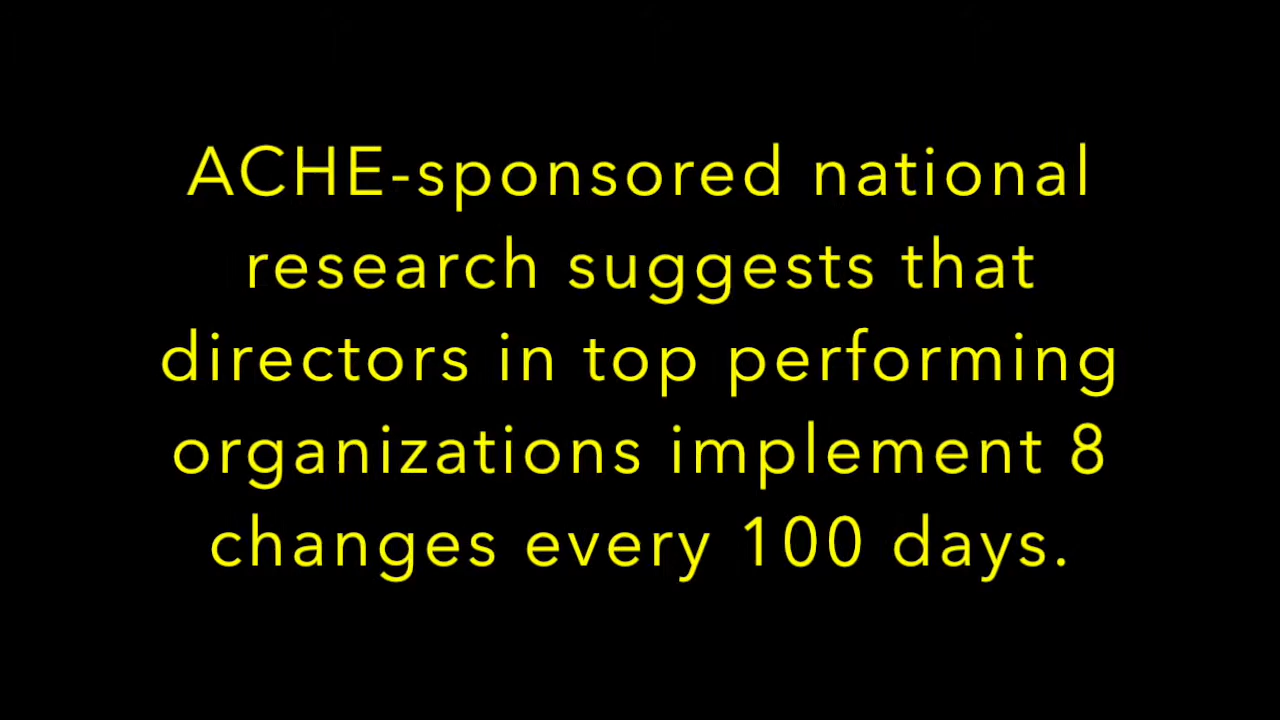 ACHE-sponsored national
research suggests that
directors in top performing
organizations implement 8
changes every 100 days.